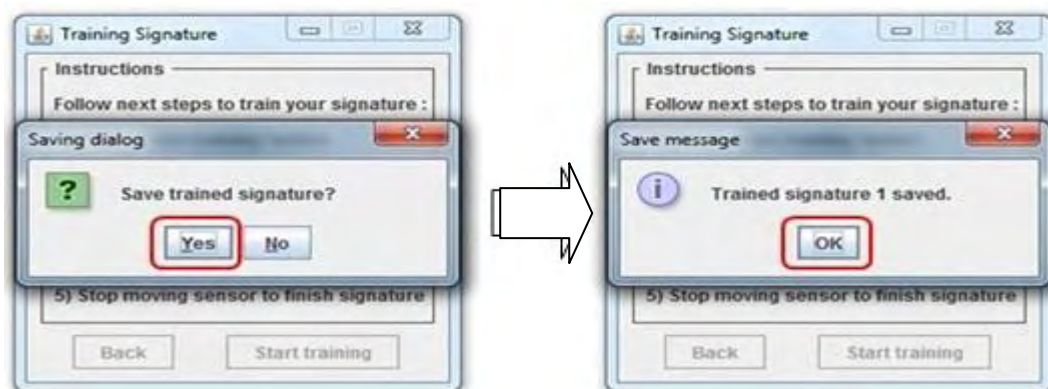 Training Signature
Instructions
Follow next steps to train your signature :
Saving dialog
Save trained signature?
Yes No
5) Stop moving sensor to finish signature
Back Start training
Training Signature
Instructions
Follow next steps to train your signature :
Save message
Trained signature 1 saved.
OK
5) Stop moving sensor to finish signature
Back Start training